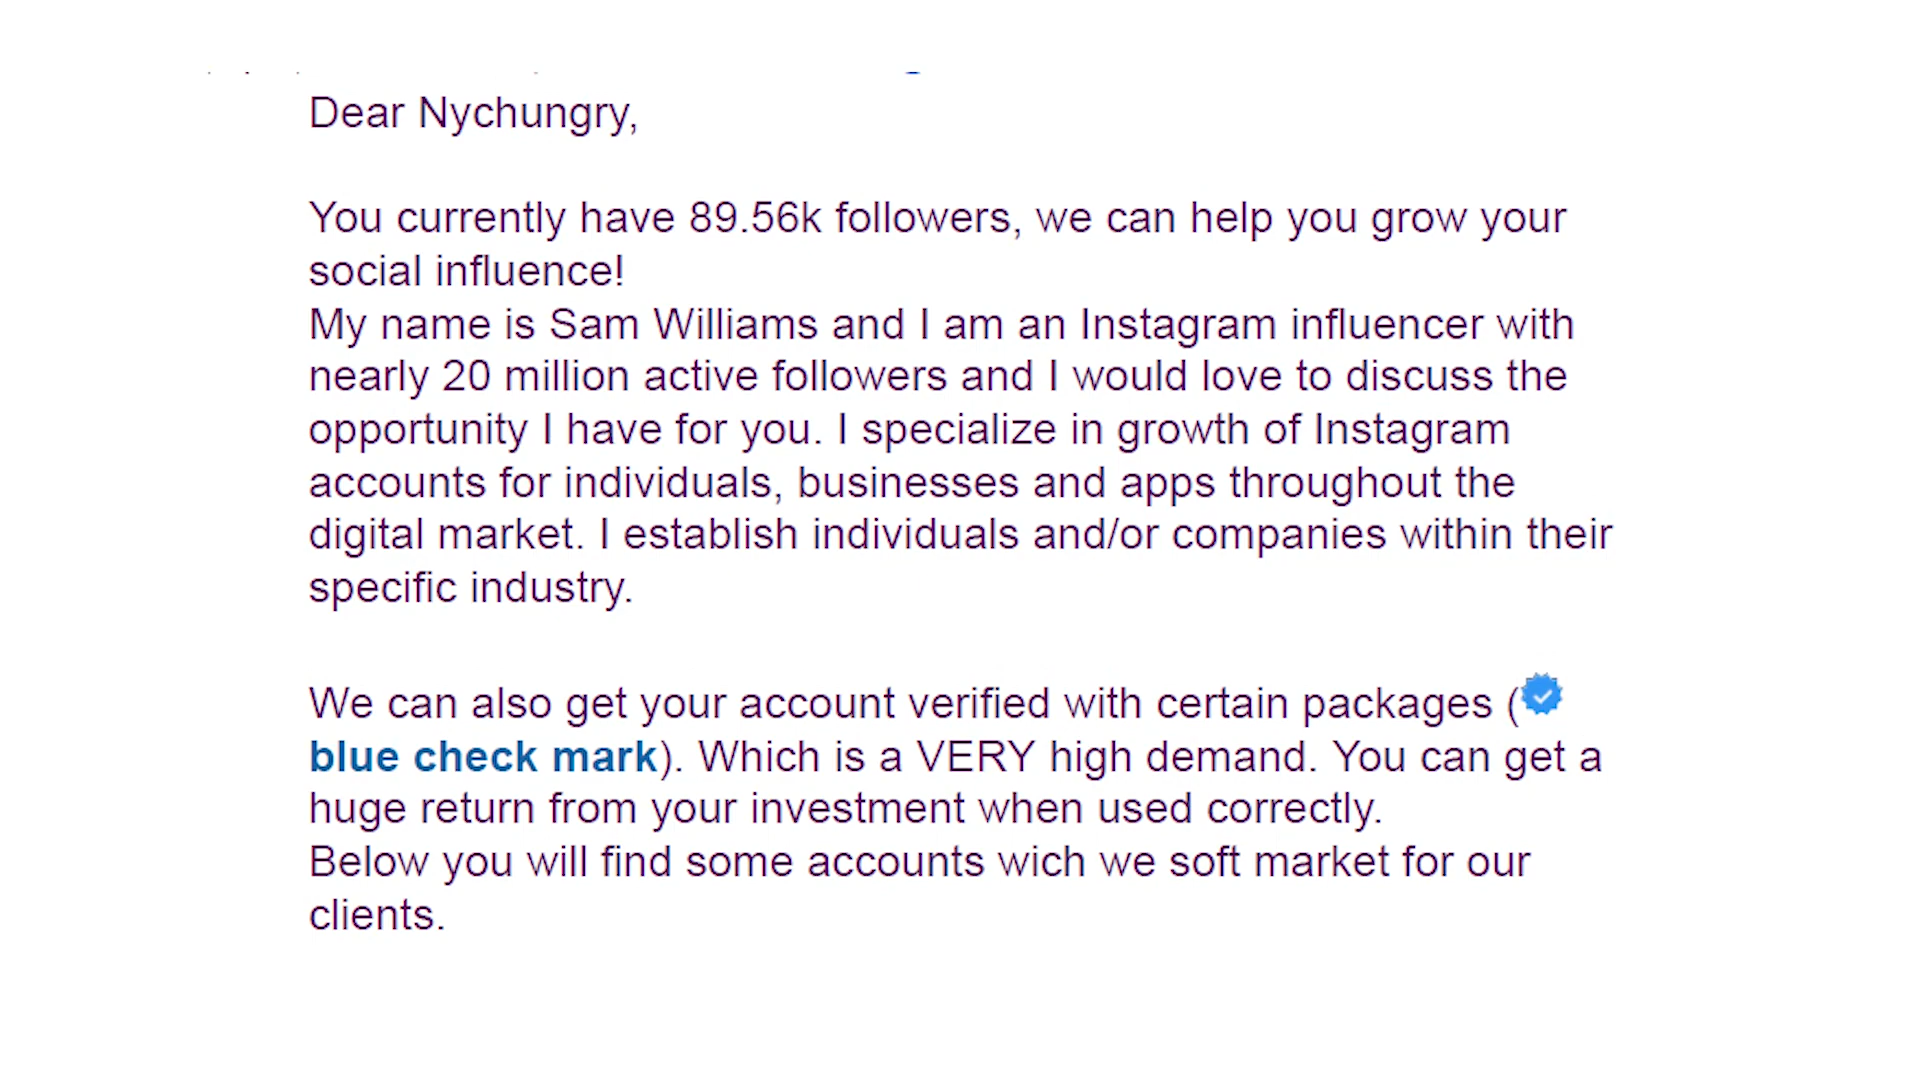 Dear Nychungry,
You currently have 89.56k followers, we can help you grow your
social influence!
My name is Sam Williams and I am an Instagram influencer with
nearly 20 million active followers and I would love to discuss the
opportunity I have for you. I specialize in growth of Instagram
accounts for individuals, businesses and apps throughout the
digital market. I establish individuals and/or companies within their
specific industry.
We can also get your account verified with certain packages (
blue check mark). Which is a VERY high demand. You can get a
huge return from your investment when used correctly.
Below you will find some accounts wich we soft market for our
clients.